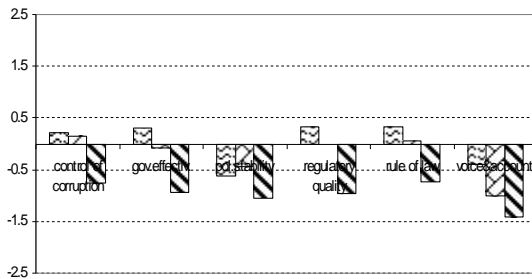 2.5
1.5
0.5
-0.5
-1.5
-2.5
control of
corruption
gov.effectiv.
pol.stability
regulatory
quality
rule of law
voice&account